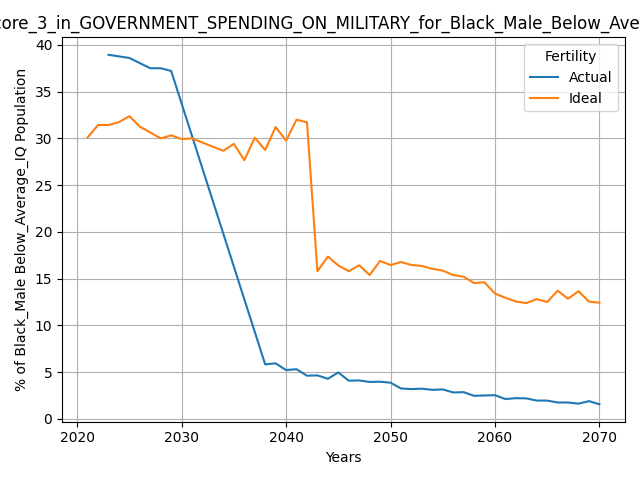 core_3_in_GOVERNMENT_SPENDING_ON_MILITARY_for_Black_Male_Below_Ave
40
35
30
25
20
15
10
5
0
% of Black_Male Below_Average_IQ Population
Fertility
Actual
Ideal
2020 2030 2040 2050 2060 2070
Years